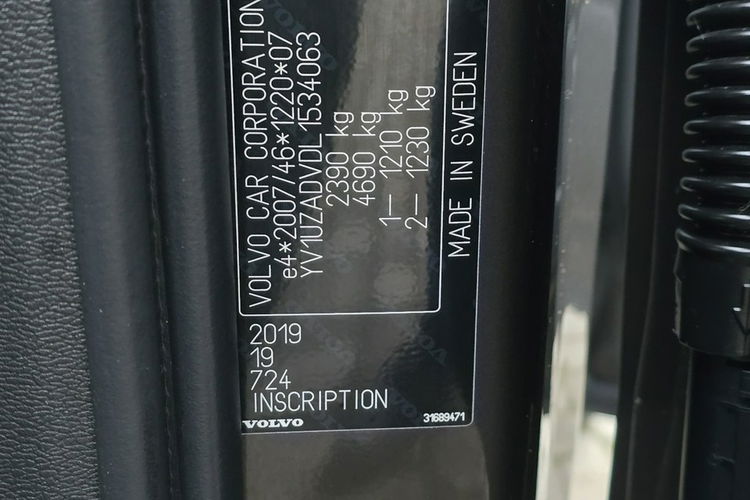 VOLVO CAR CORPORATION
e4*2007/46*1220*07
YV1UZADVDL1534063
2390 kg
4690 kg
1— 1210 kg
2— 1230 kg
MADE IN SWEDEN
2019
19
724
INSCRIPTION
VOLVO
31689471